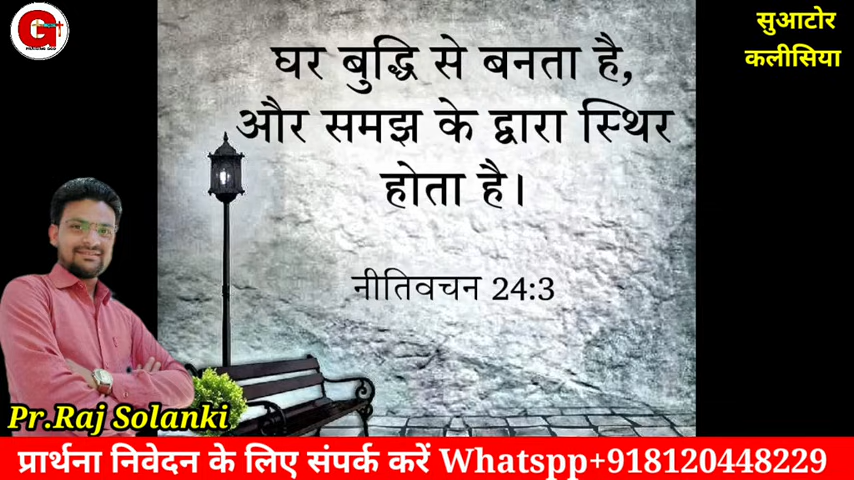 सुआटोर
कलीसिया
घर बुद्धि से बनता है,
और समझ के द्वारा स्थिर
होता है।
नीतिवचन 24:3
Pr.Raj Solanki
प्रार्थना निवेदन के लिए संपर्क करें Whatspp+918120448229